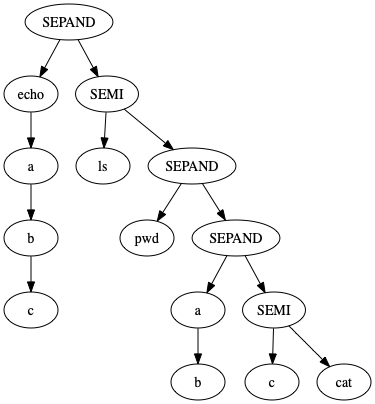 SEPAND
echo SEMI
a ls SEPAND
b pwd SEPAND
c a SEMI
b c cat